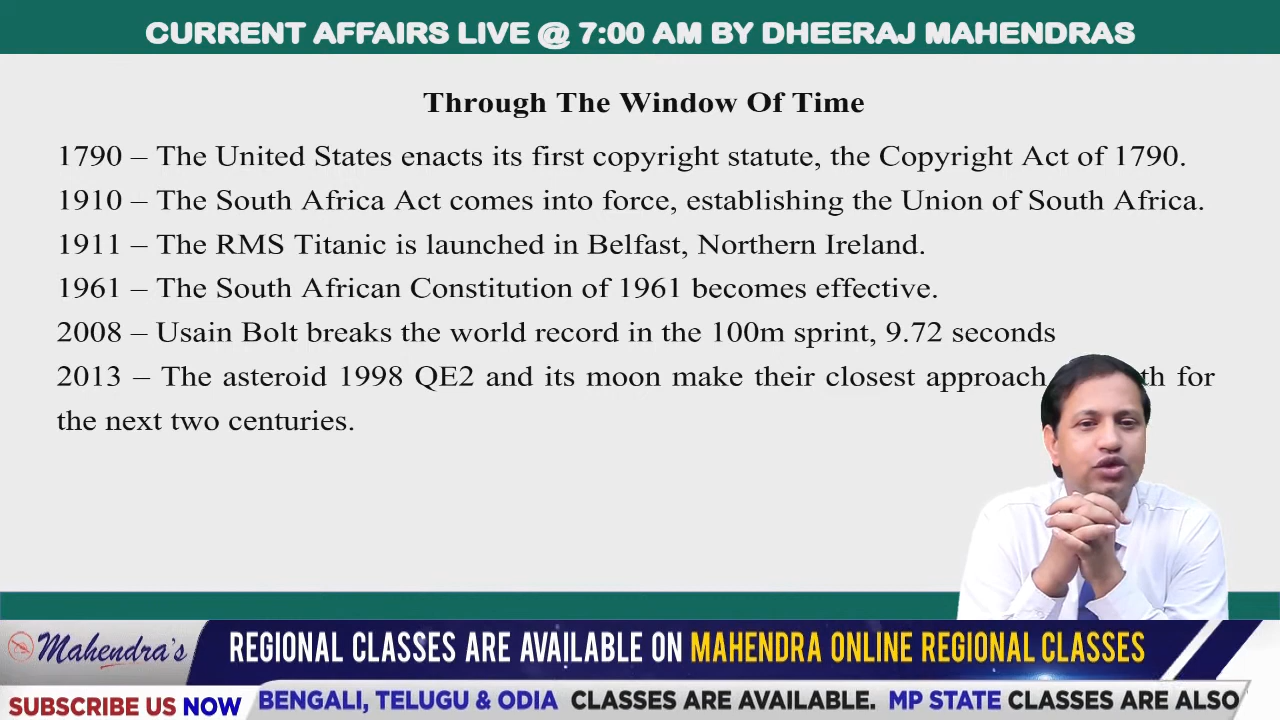 CURRENT AFFAIRS LIVE @ 7:00 AM BY DHEERAJ MAHENDRAS
Through The Window Of Time
1790 – The United States enacts its first copyright statute, the Copyright Act of 1790.
1910 – The South Africa Act comes into force, establishing the Union of South Africa.
1911 – The RMS Titanic is launched in Belfast, Northern Ireland.
1961 – The South African Constitution of 1961 becomes effective.
2008 – Usain Bolt breaks the world record in the 100m sprint, 9.72 seconds
2013 – The asteroid 1998 QE2 and its moon make their closest approach th for
the next two centuries.
Mahendra's
REGIONAL CLASSES ARE AVAILABLE ON MAHENDRA ONLINE REGIONAL CLASSES
SUBSCRIBE US NOW
BENGALI, TELUGU & ODIA CLASSES ARE AVAILABLE. MP STATE CLASSES ARE ALSO